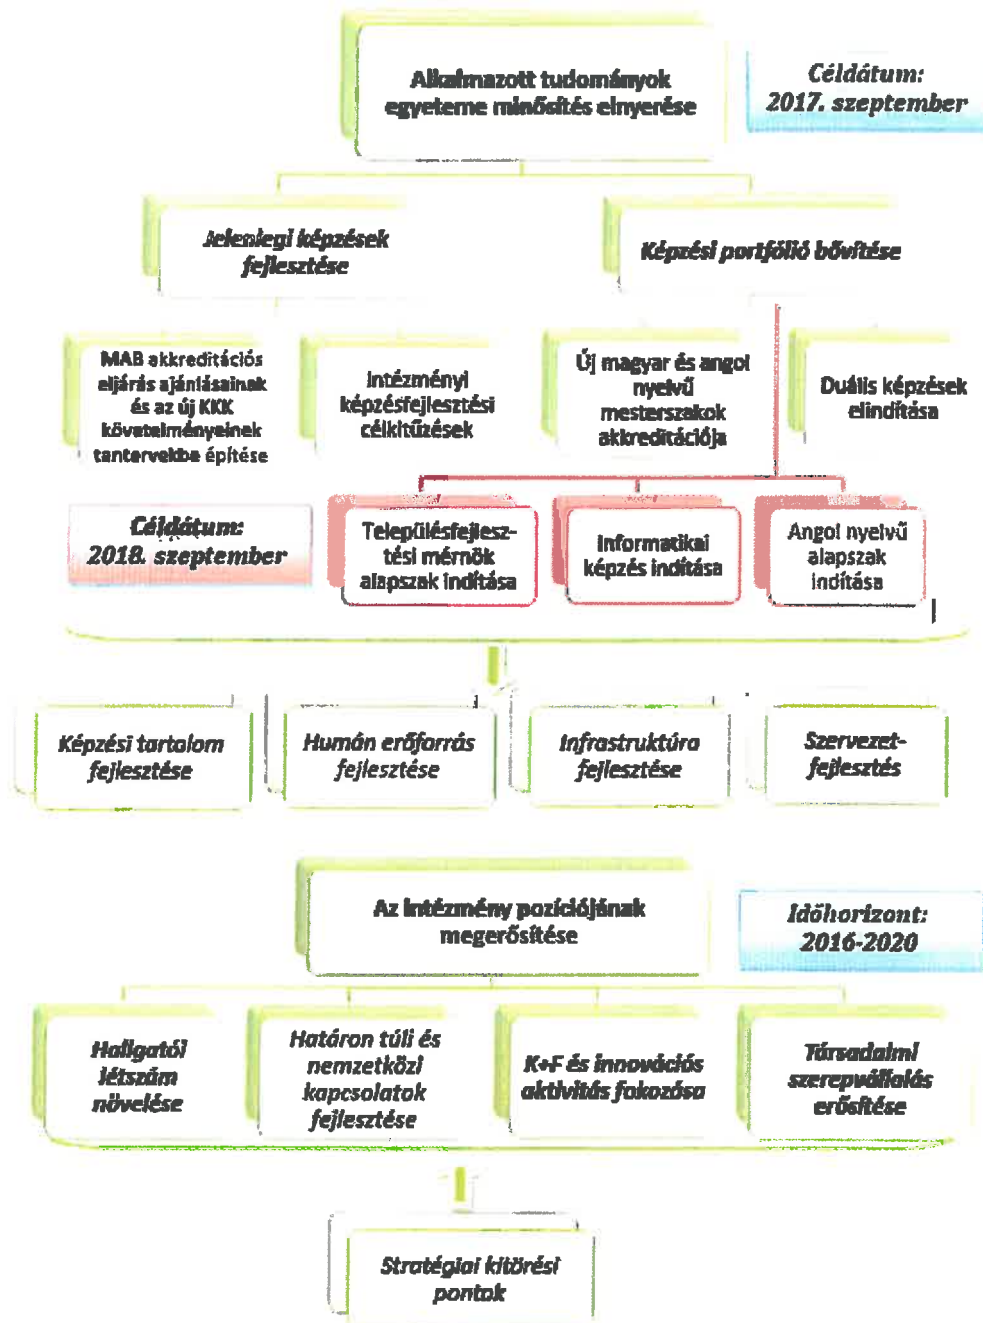 Alkalmazott tudományok
egyeteme minősítés elnyerése
Céldátum:
2017. szeptember
Jelenlegi képzések
fejlesztése
Képzési portfólió bővítése
MAB akkreditációs
eljárás ajánlásainak
és az új KKK
követelményeinek
tantervekbe építése
Intézményi
képzésfejlesztési
célkitűzések
Új magyar és angol
nyelvű
mesterszakok
akkreditációja
Duális képzések
elindítása
Céldátum:
2018. szeptember
Településfejlesz-
tési mérnök
alapszak indítása
Informatikai
képzés indítása
Angol nyelvű
alapszak
indítása
Képzési tartalom
fejlesztése
Humán erőforrás
fejlesztése
Infrastruktúra
fejlesztése
Szervezet-
fejlesztés
Az intézmény pozíciójának
megerősítése
Időhorizont:
2016-2020
Hallgatói
létszám
növelése
Határon túli és
nemzetközi
kapcsolatok
fejlesztése
K+F és innovációs
aktivitás fokozása
Társadalmi
szerepvállalás
erősítése
Stratégiai kitörési
pontok